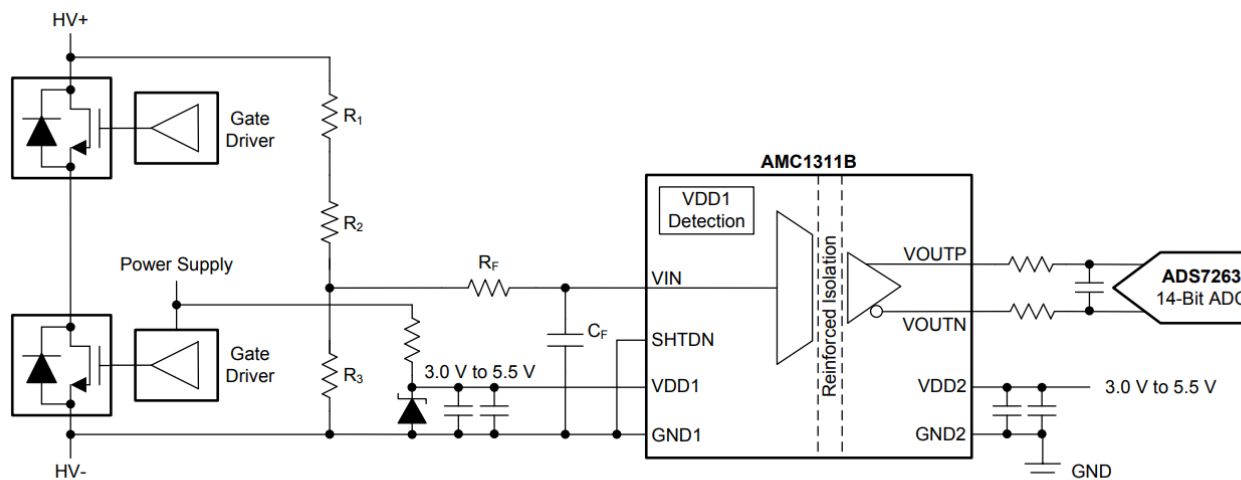 HV+
Gate
Driver
R1
R2
Power Supply
RF
CF
Gate
Driver
R3
3.0 V to 5.5 V
HV-
AMC1311B
VDD1
Detection
Reinforced Isolation
VIN
SHTDN
VDD1
GND1
VOUTP
VOUTN
VDD2
GND2
ADS7263
14-Bit ADC
3.0 V to 5.5 V
GND